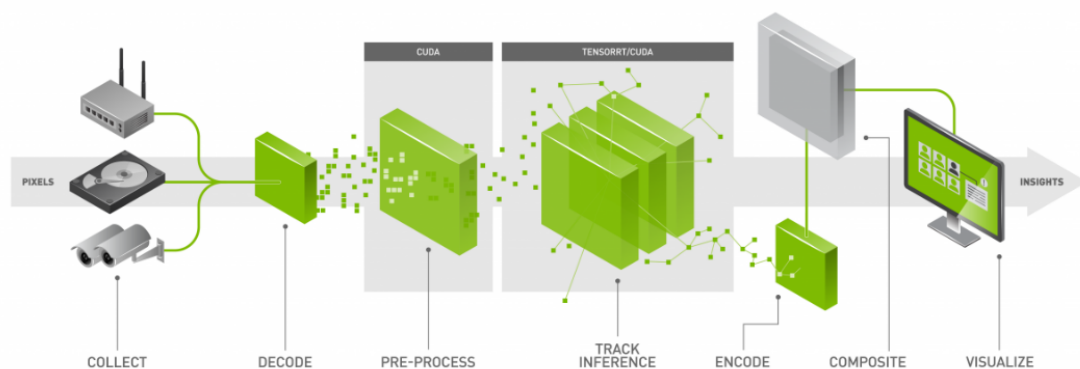 CUDA
TENSORRT/CUDA
PIXELS
INSIGHTS
COLLECT
DECODE
PRE-PROCESS
TRACK
INFERENCE
ENCODE
COMPOSITE
VISUALIZE